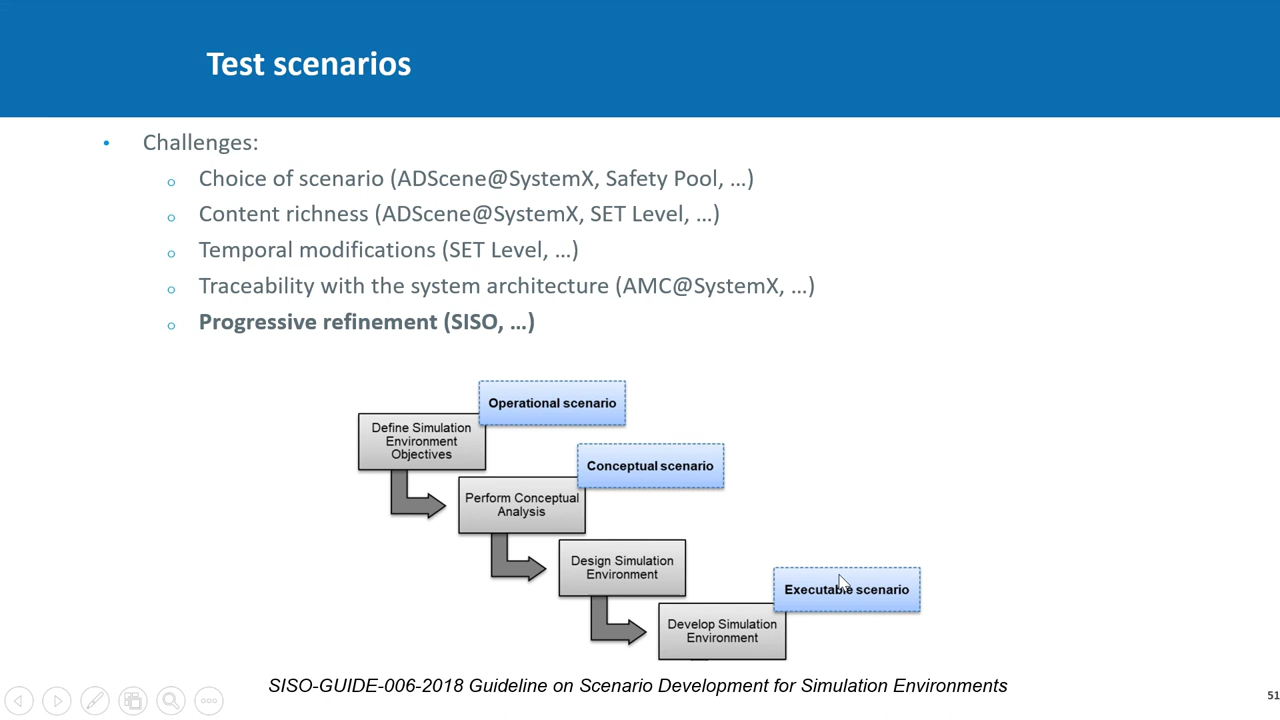 Test scenarios
• Challenges:
o Choice of scenario (ADScene@SystemX, Safety Pool, …)
o Content richness (ADScene@SystemX, SET Level, …)
o Temporal modifications (SET Level, …)
o Traceability with the system architecture (AMC@SystemX, …)
o Progressive refinement (SISO, …)
Operational scenario
Define Simulation
Environment
Objectives
Conceptual scenario
Perform Conceptual
Analysis
Design Simulation
Environment
Executable scenario
Develop Simulation
Environment
SISO-GUIDE-006-2018 Guideline on Scenario Development for Simulation Environments
51